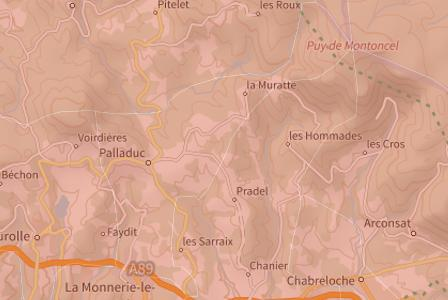 Pitelet
les Roux
Puy de Montoncel
la Muratte
Voirdières
les Hommades
Palladuc
les Cros
Béchon
Pradel
Arconsat
urolle
Faydit
les Sarraix
A89
Chanier
La Monnerie-le-
Chabreloche